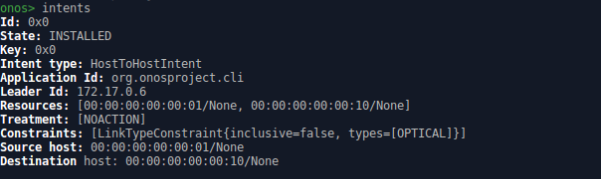 onos> intents
Id: 0x0
State: INSTALLED
Key: 0x0
Intent type: HostToHostIntent
Application Id: org.onosproject.cli
Leader Id: 172.17.0.6
Resources: [00:00:00:00:00:01/None, 00:00:00:00:00:10/None]
Treatment: [NOACTION]
Constraints: [LinkTypeConstraint{inclusive=false, types=[OPTICAL]}]
Source host: 00:00:00:00:00:01/None
Destination host: 00:00:00:00:00:10/None